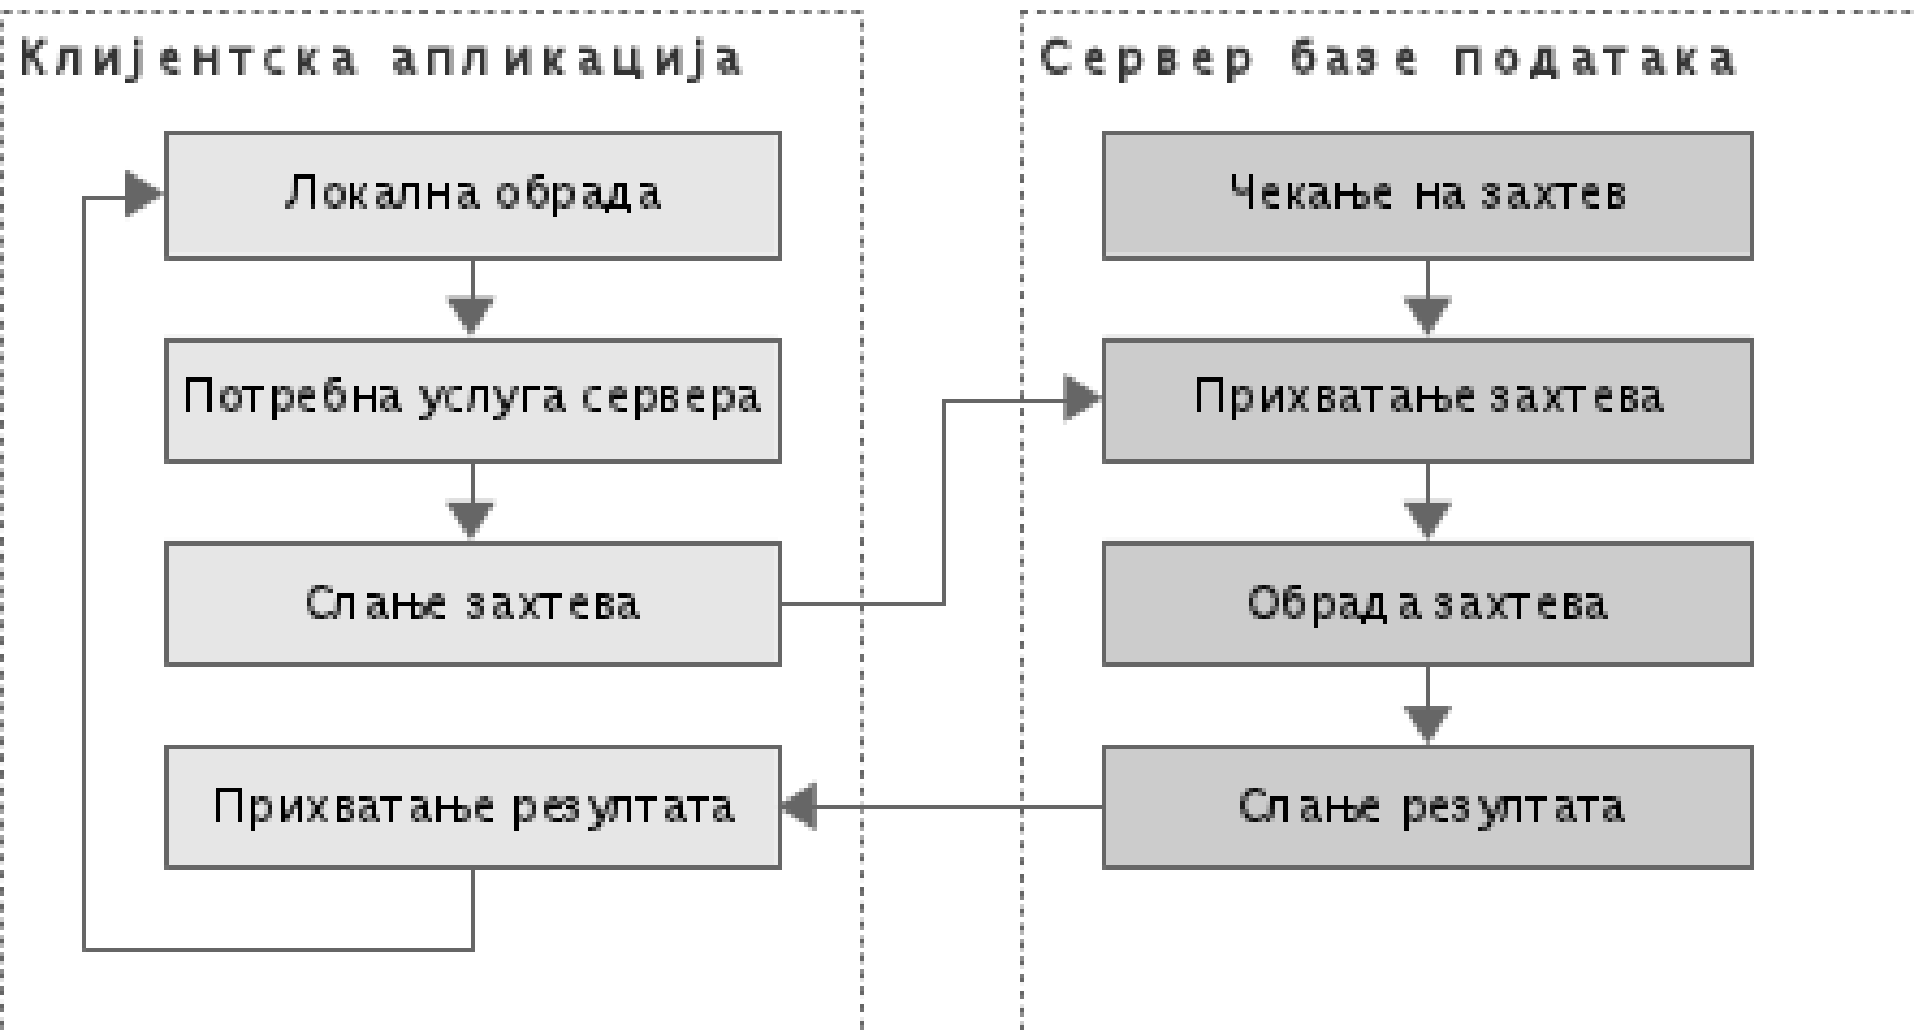 Клијентска апликација
Локална обрада
Потребна услуга сервера
Слање захтева
Прихватање резултата
Сервер базе података
Чекање на захтев
Прихватање захтева
Обрада захтева
Слање резултата